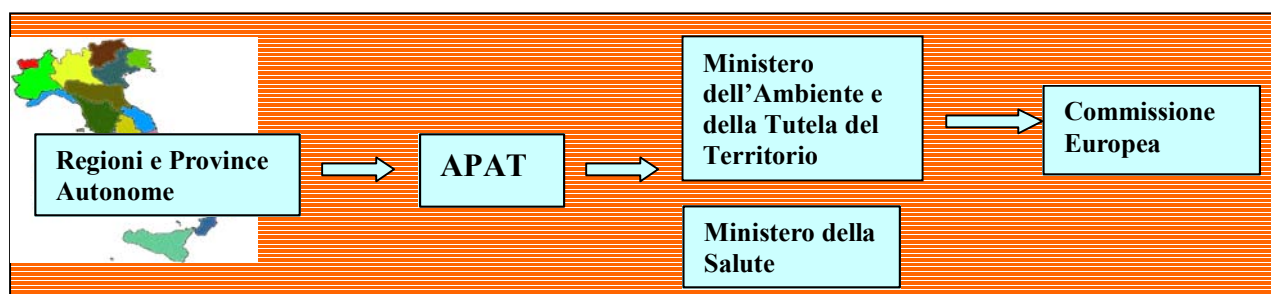 Regioni e Province
Autonome
APAT
Ministero
dell’Ambiente e
della Tutela del
Territorio
Ministero della
Salute
Commissione
Europea